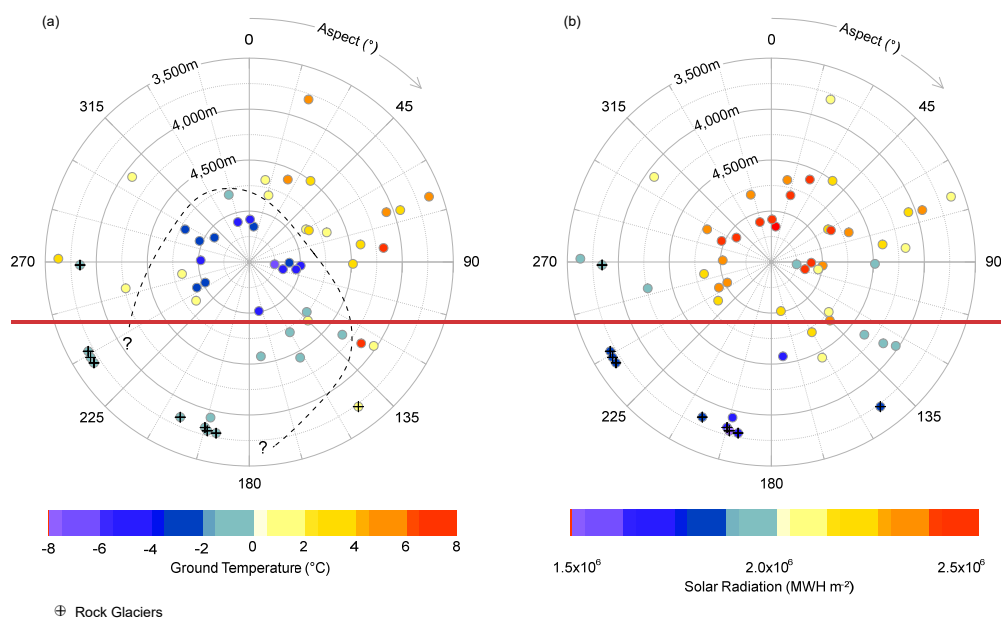 (a)
Aspect (°)
0
45
90
135
180
225
270
315
3,500m
4,000m
4,500m
?
?
-8 -6 -4 -2 0 2 4 6 8
Ground Temperature (°C)
Rock Glaciers
(b)
Aspect (°)
0
45
90
135
180
225
270
315
3,500m
4,000m
4,500m
1.5x10⁶ 2.0x10⁶ 2.5x10⁶
Solar Radiation (MWH m⁻²)